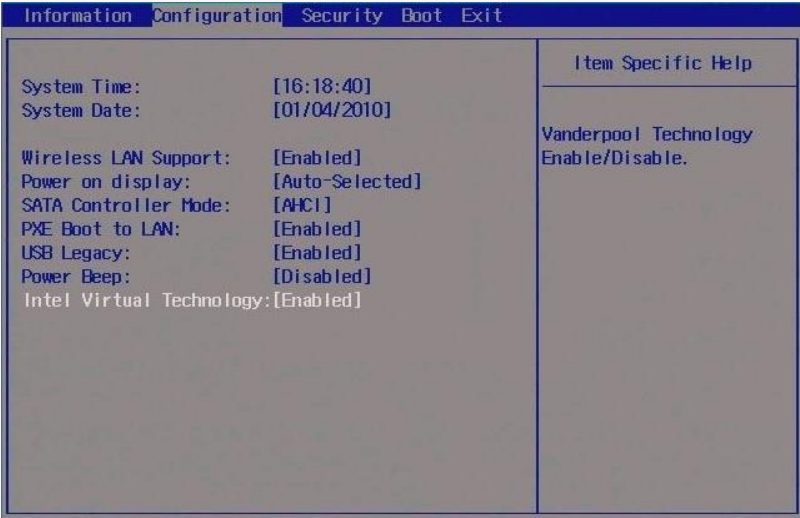 Information Configuration Security Boot Exit
Item Specific Help
System Time: [16:18:40]
System Date: [01/04/2010]
Vanderpool Technology
Enable/Disable.
Wireless LAN Support: [Enabled]
Power on display: [Auto-Selected]
SATA Controller Mode: [AHCI]
PXE Boot to LAN: [Enabled]
USB Legacy: [Enabled]
Power Beep: [Disabled]
Intel Virtual Technology:[Enabled]